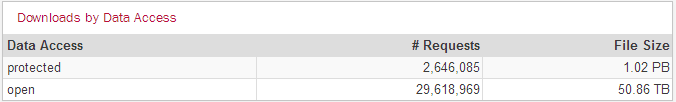 Downloads by Data Access
Data Access # Requests File Size
protected 2,646,085 1.02 PB
open 29,618,969 50.86 TB